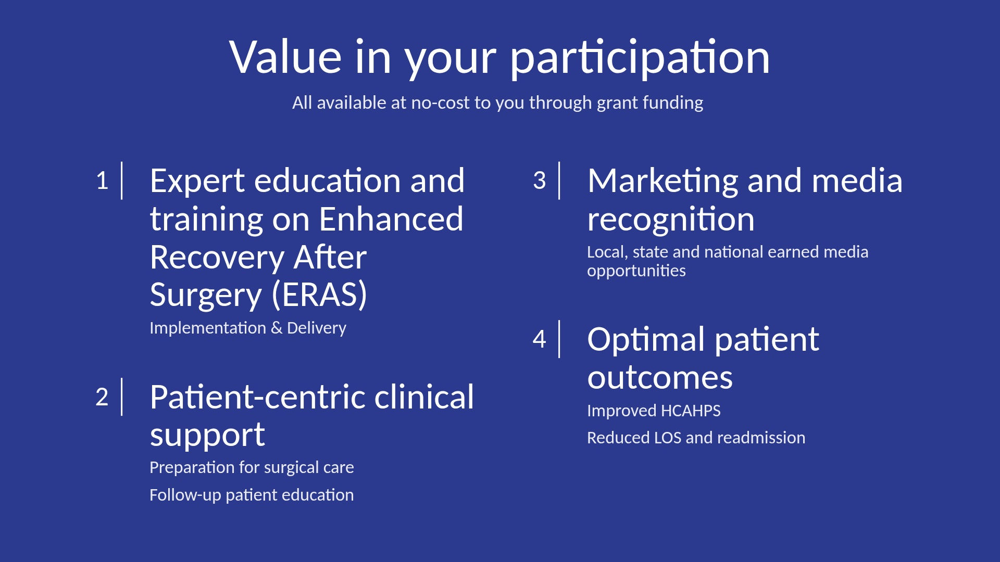 Value in your participation
All available at no-cost to you through grant funding
1
Expert education and
training on Enhanced
Recovery After
Surgery (ERAS)
Implementation & Delivery
2
Patient-centric clinical
support
Preparation for surgical care
Follow-up patient education
3
Marketing and media
recognition
Local, state and national earned media
opportunities
4
Optimal patient
outcomes
Improved HCAHPS
Reduced LOS and readmission